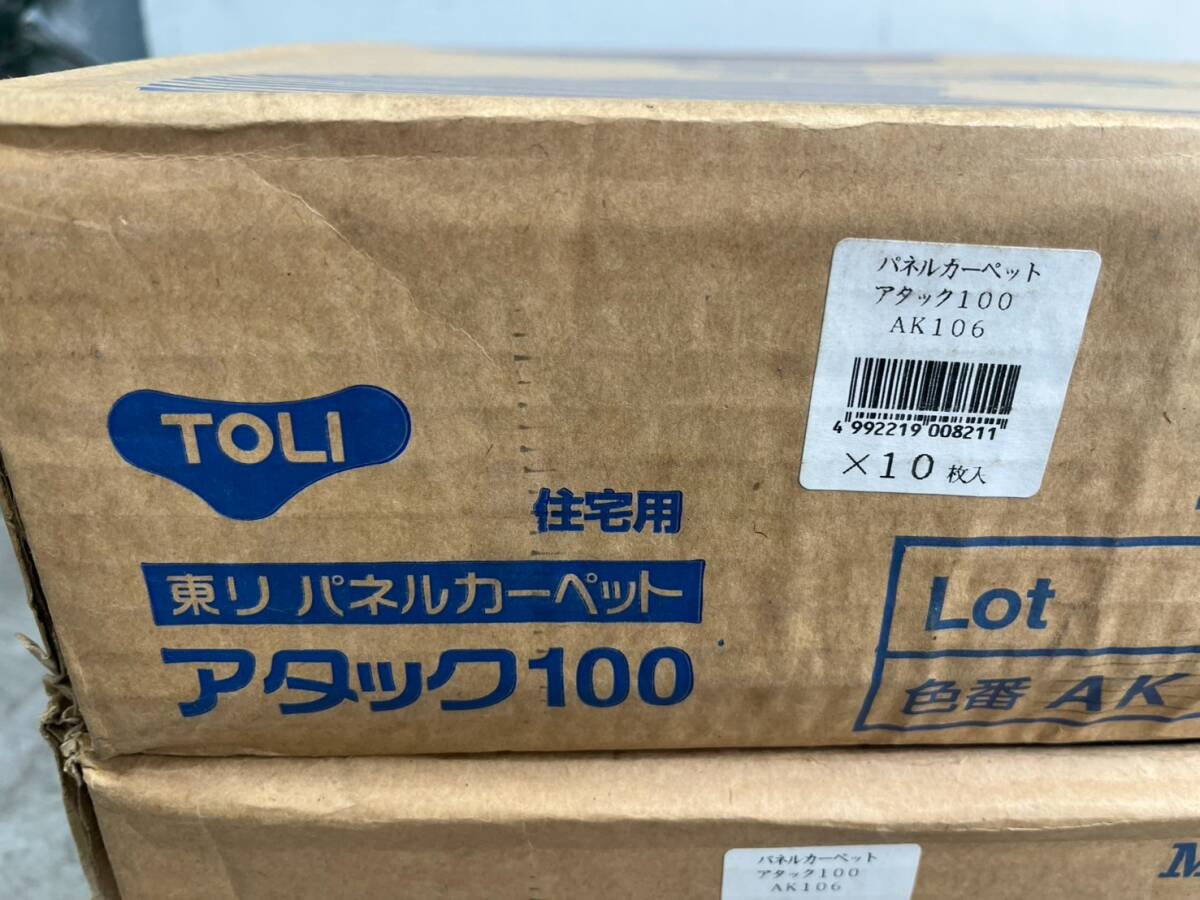 パネルカーペット
アタック100
AK106
4 992219 008211
×10 枚入
TOLI
住宅用
東リ パネルカーペット
アタック100
Lot
色番 AK
パネルカーペット
アタック100
AK106
M